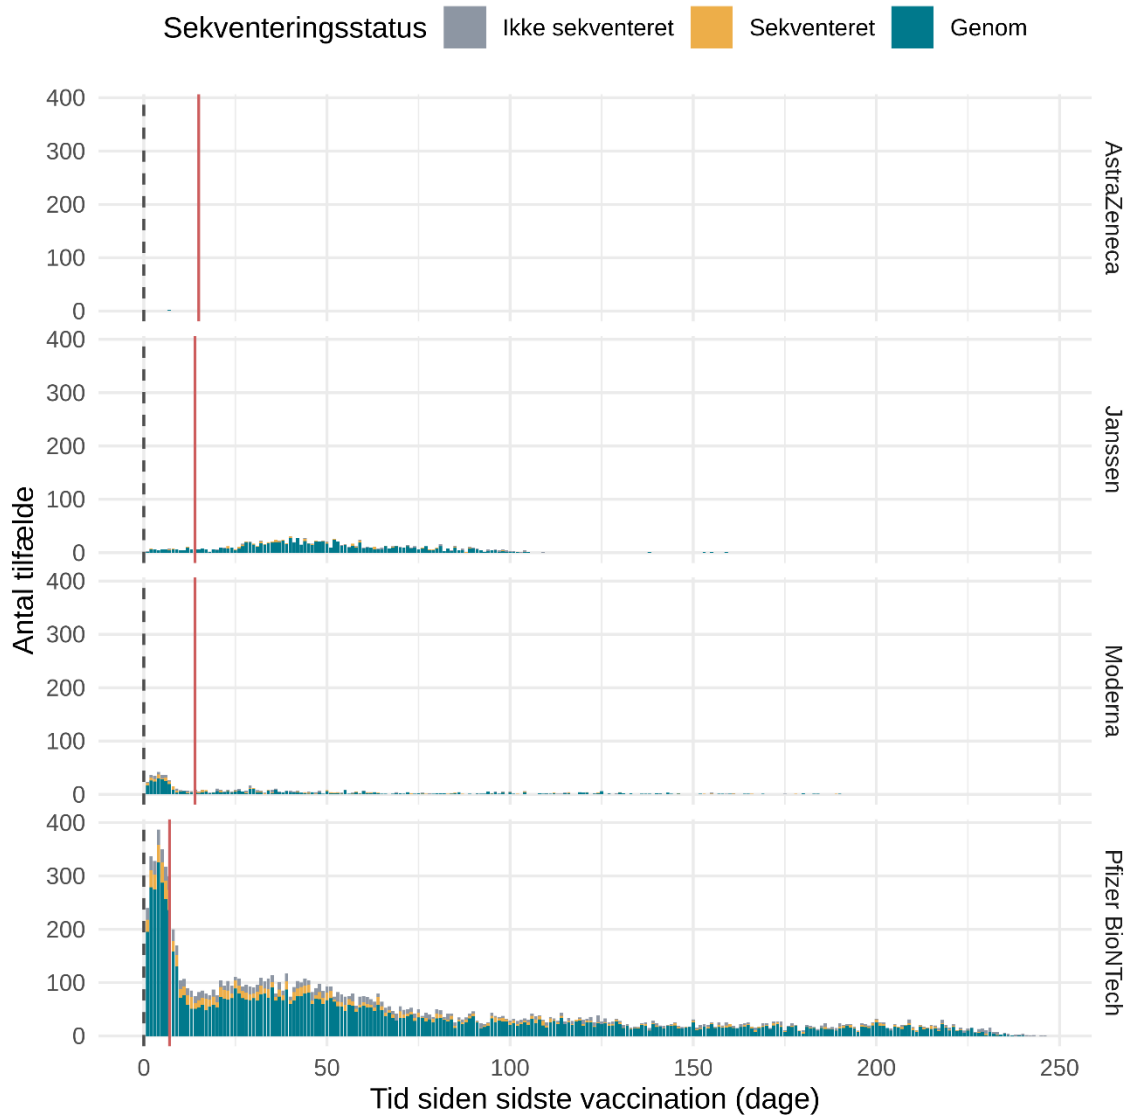 Sekventeringsstatus Ikke sekventeret Sekventeret Genom
400
300
200
100
0
AstraZeneca
400
300
200
100
0
Janssen
400
300
200
100
0
Moderna
400
300
200
100
0
Pfizer BioNTech
Antal tilfælde
0 50 100 150 200 250
Tid siden sidste vaccination (dage)